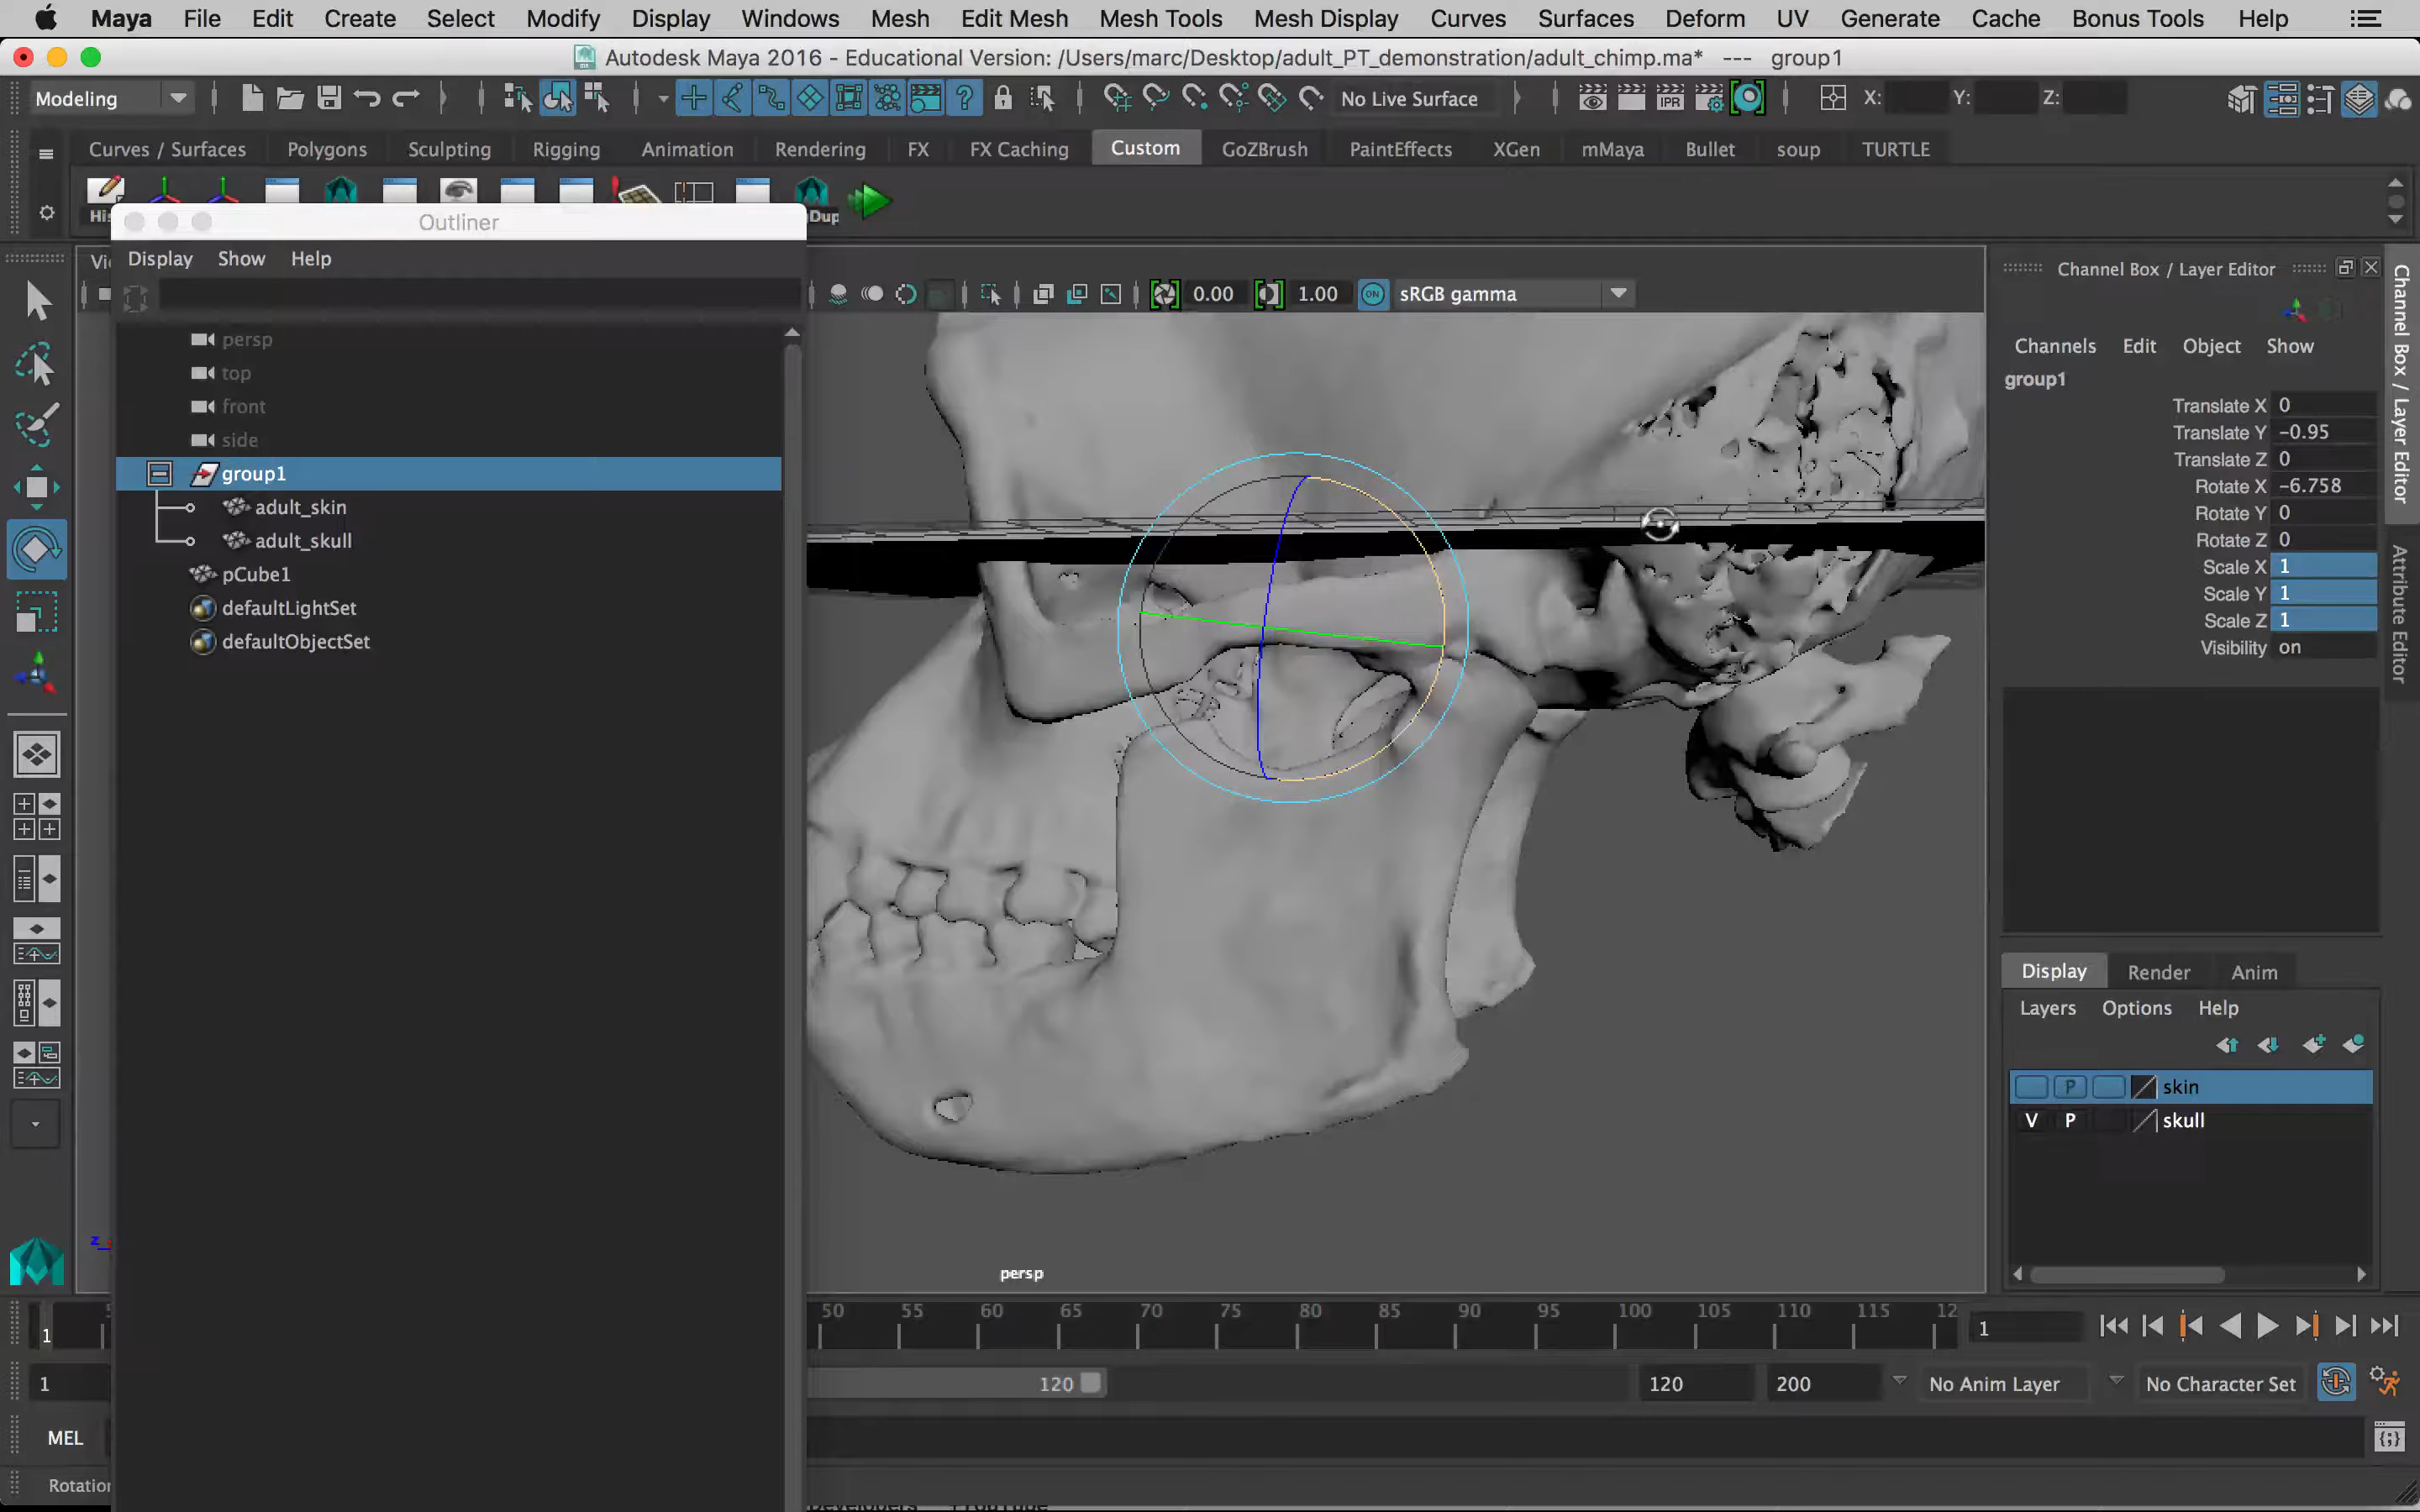 Maya File Edit Create Select Modify Display Windows Mesh Edit Mesh Mesh Tools Mesh Display Curves Surfaces Deform UV Generate Cache Bonus Tools Help
Autodesk Maya 2016 - Educational Version: /Users/marc/Desktop/adult_PT_demonstration/adult_chimp.ma* --- group1
Modeling
IPR
No Live Surface
X: Y: Z:
Curves / Surfaces Polygons Sculpting Rigging Animation Rendering FX FX Caching Custom GoZBrush PaintEffects XGen mMaya Bullet soup TURTLE
Outliner
Display Show Help
0.00 1.00 ON sRGB gamma
persp
top
front
side
group1
adult_skin
adult_skull
pCube1
defaultLightSet
defaultObjectSet
persp
Channel Box / Layer Editor
Channels Edit Object Show
group1
Translate X 0
Translate Y -0.95
Translate Z 0
Rotate X -6.758
Rotate Y 0
Rotate Z 0
Scale X 1
Scale Y 1
Scale Z 1
Visibility on
Display Render Anim
Layers Options Help
P skin
V P skull
Channel Box / Layer Editor
Attribute Editor
1 50 55 60 65 70 75 80 85 90 95 100 105 110 115 12 1
1 120 120 200 No Anim Layer No Character Set
MEL
Rotation